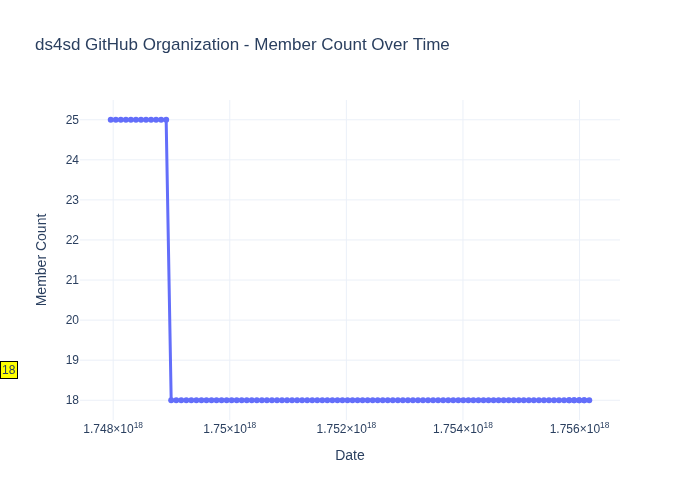 ds4sd GitHub Organization - Member Count Over Time
25
24
23
22
21
20
19
18
Member Count
18
1.748×10¹⁸ 1.75×10¹⁸ 1.752×10¹⁸ 1.754×10¹⁸ 1.756×10¹⁸
Date